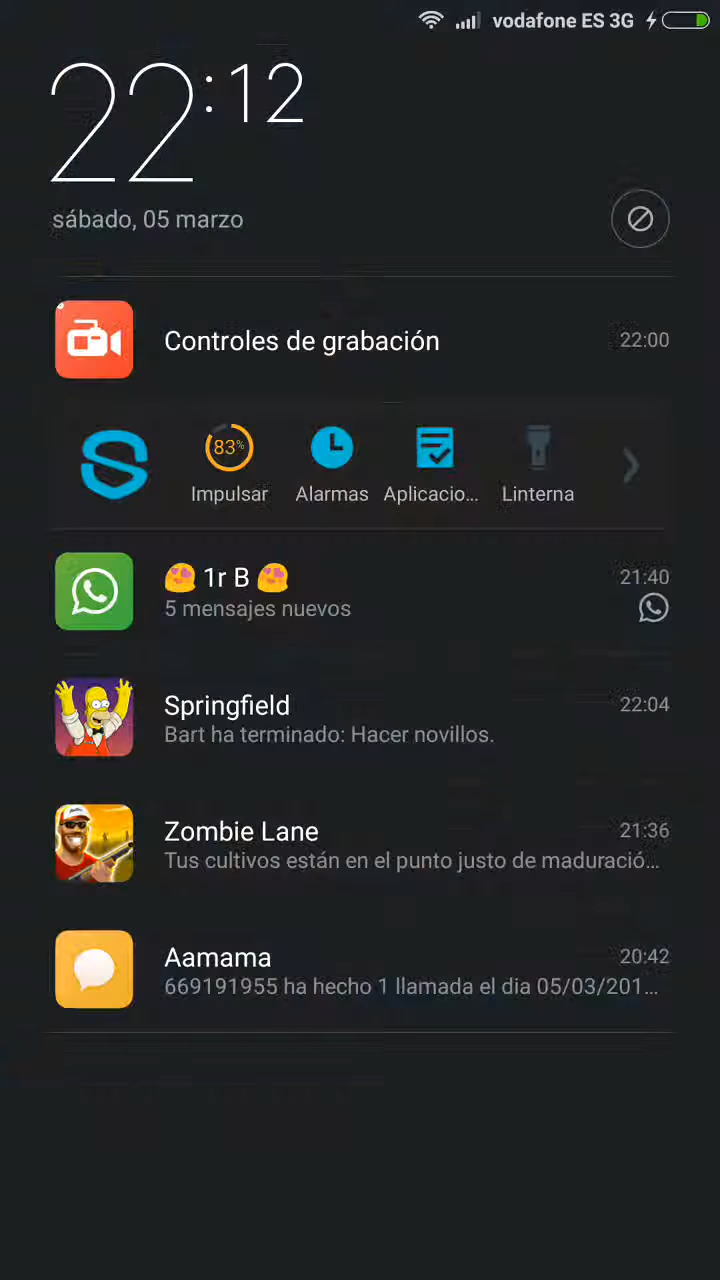 vodafone ES 3G
22:12
sábado, 05 marzo
Controles de grabación 22:00
83%
Impulsar Alarmas Aplicacio... Linterna
😍 1r B 😍 21:40
5 mensajes nuevos
Springfield 22:04
Bart ha terminado: Hacer novillos.
Zombie Lane 21:36
Tus cultivos están en el punto justo de maduració...
Aamama 20:42
669191955 ha hecho 1 llamada el dia 05/03/201...